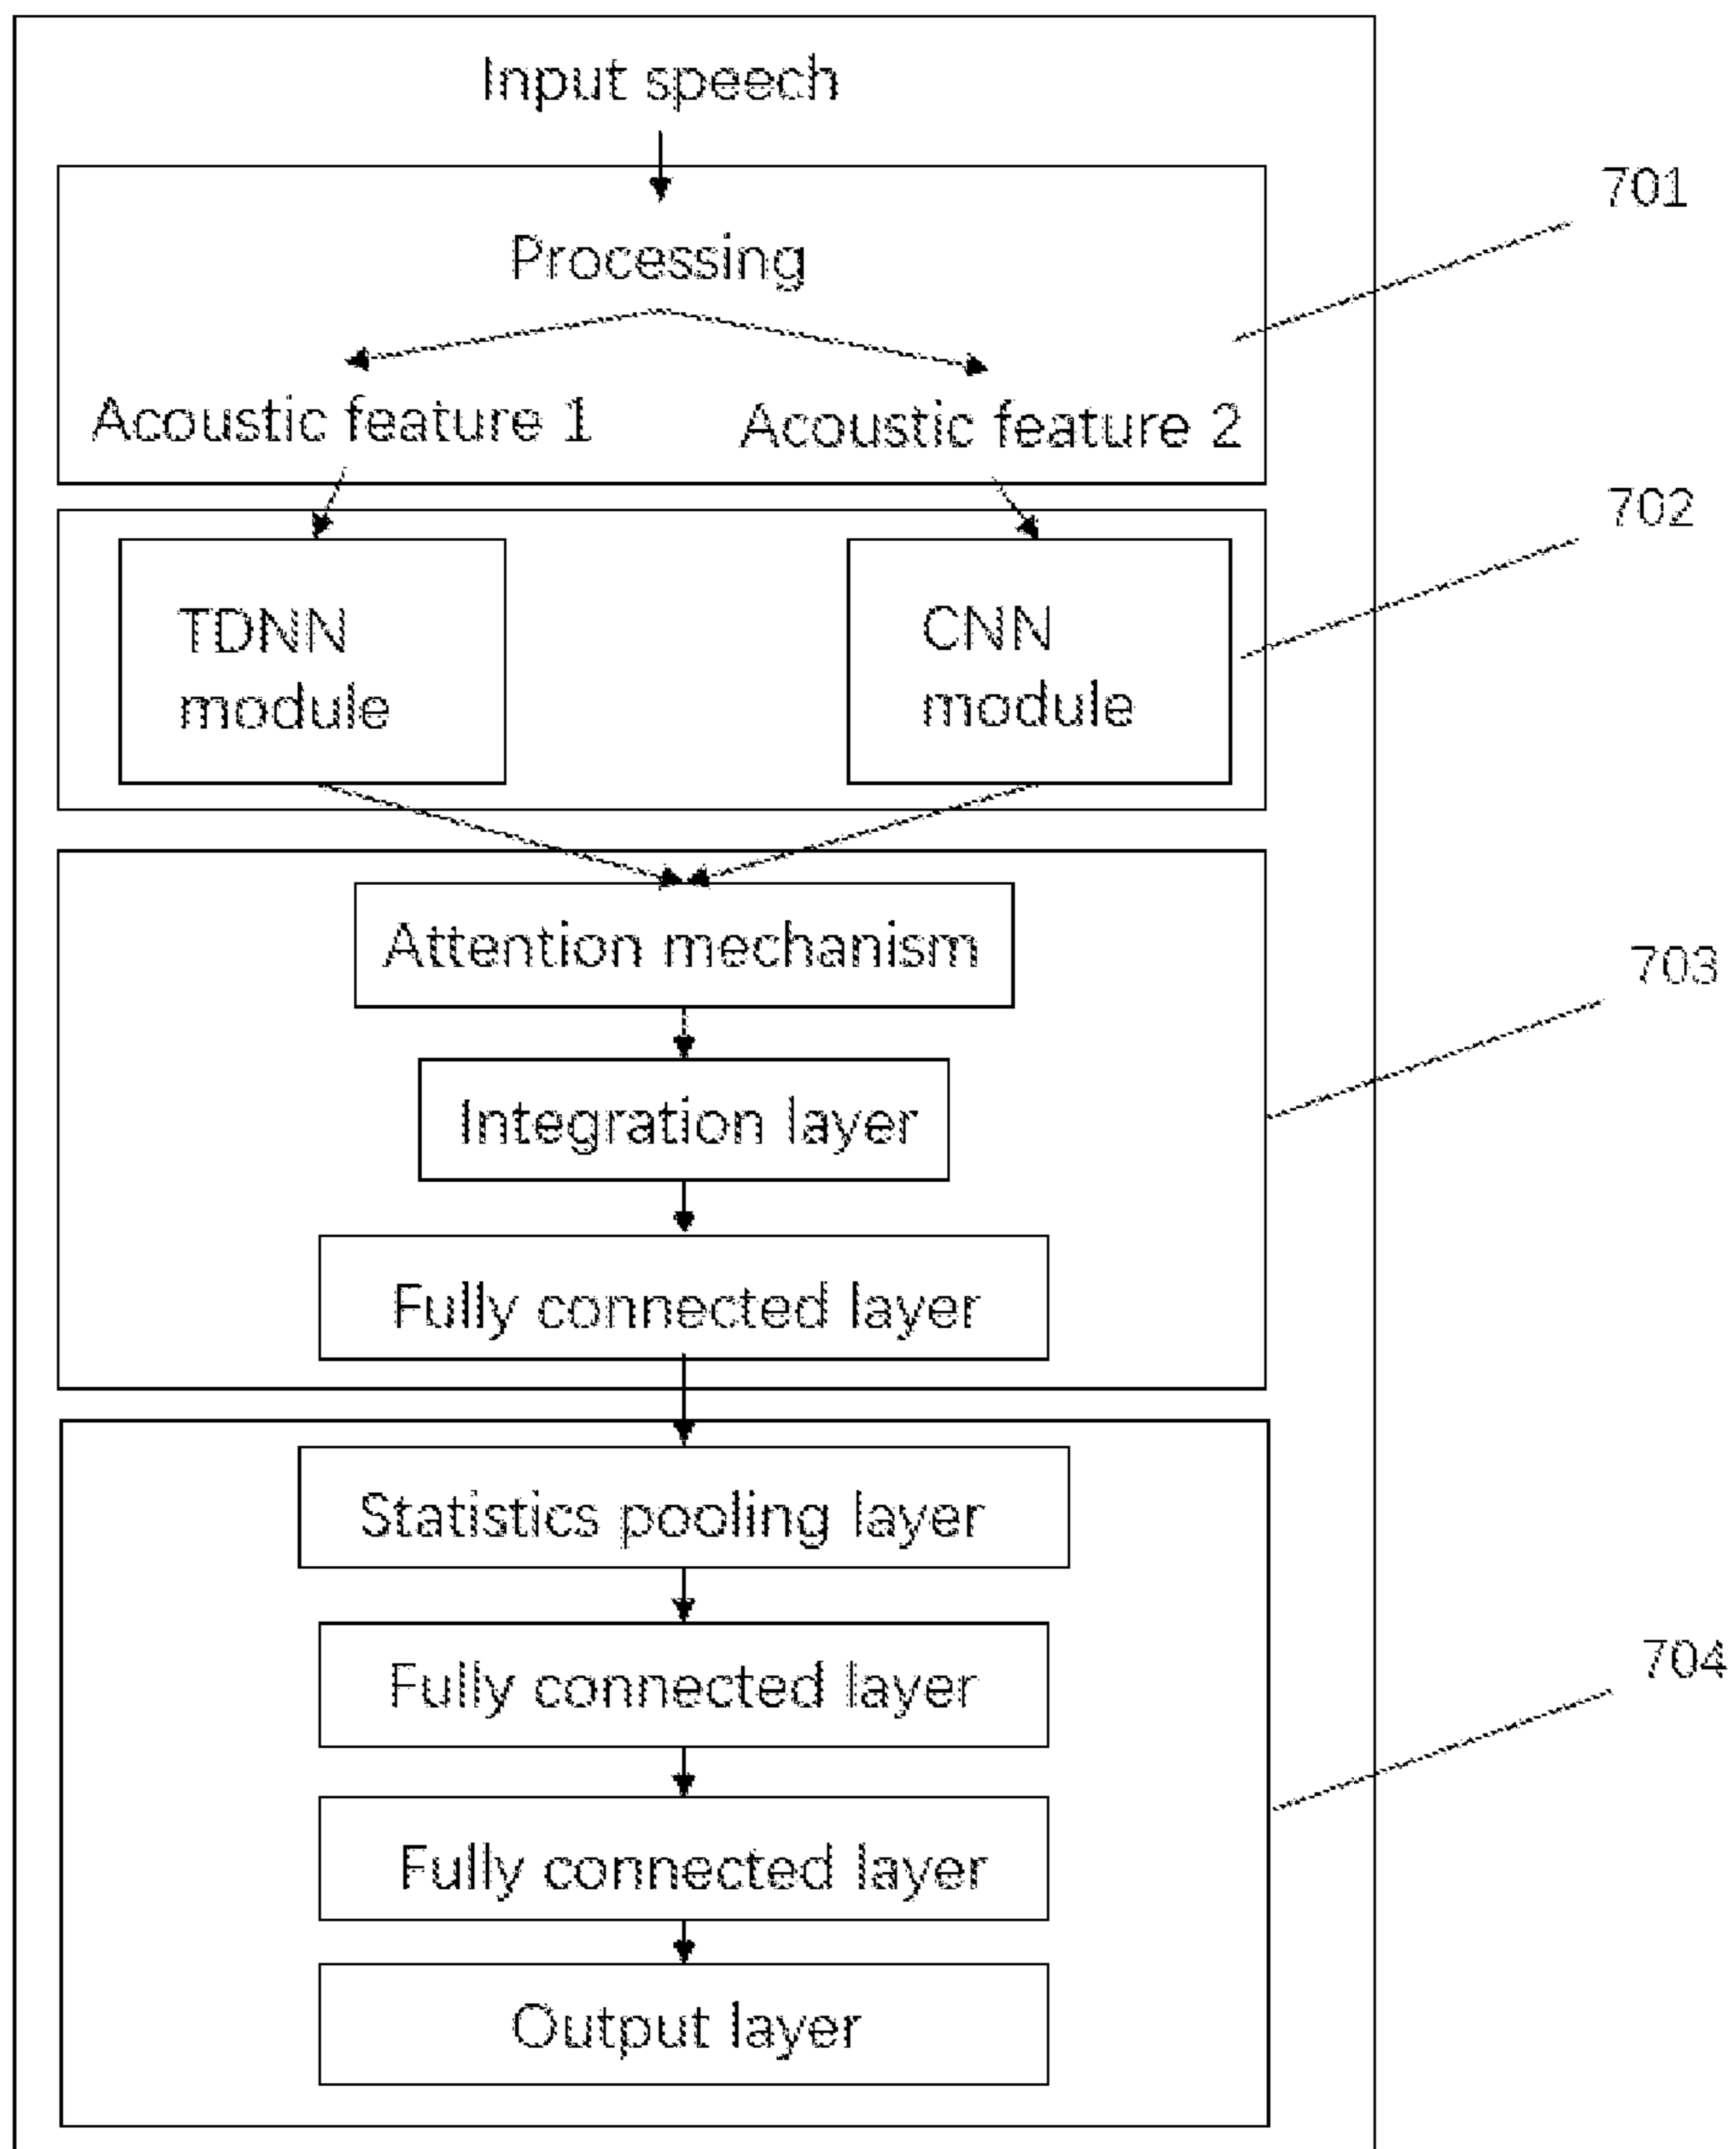 Input speech
701
Processing
Acoustic feature 1
Acoustic feature 2
702
TDNN
module
CNN
module
Attention mechanism
703
Integration layer
Fully connected layer
Statistics pooling layer
Fully connected layer
704
Fully connected layer
Output layer